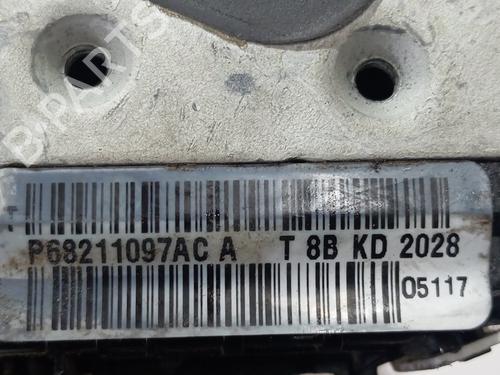 B-PARTS
T
P68211097AC A T 8B KD 2028
05117